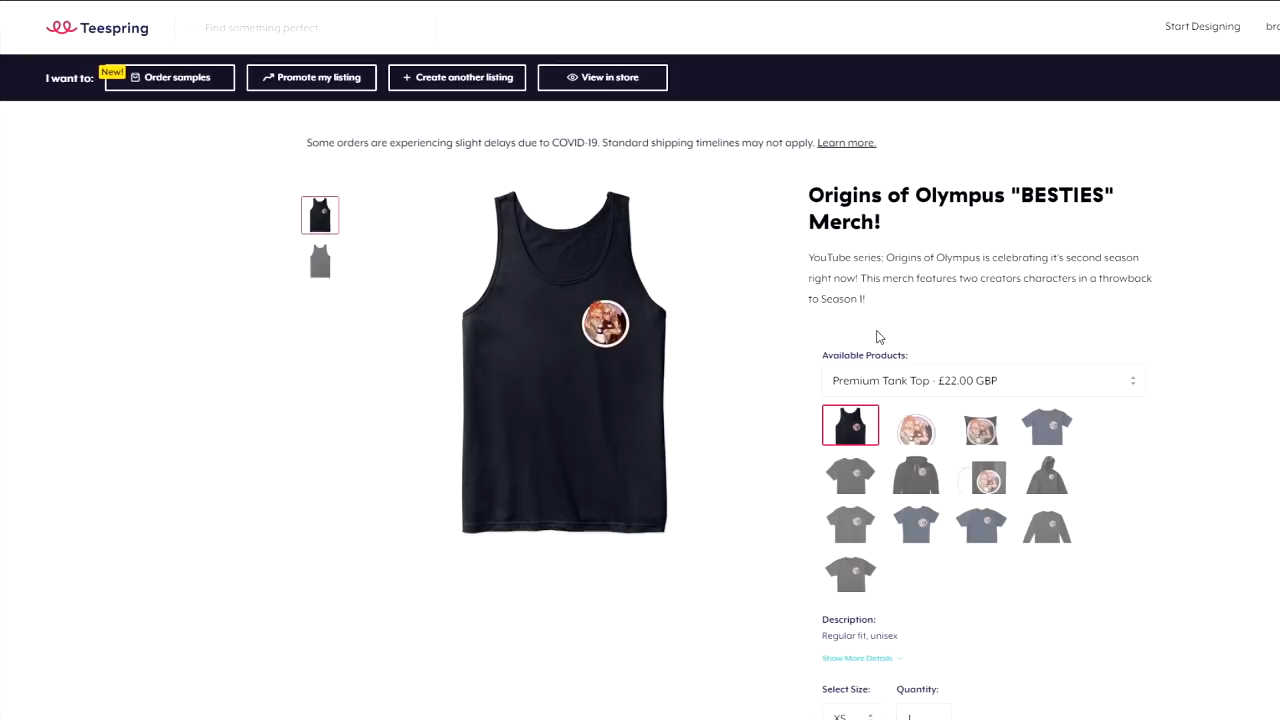 Teespring
Find something perfect
Start Designing
I want to:
New!
Order samples
Promote my listing
+ Create another listing
View in store
Some orders are experiencing slight delays due to COVID-19. Standard shipping timelines may not apply. Learn more.
Origins of Olympus "BESTIES"
Merch!
YouTube series; Origins of Olympus is celebrating it's second season
right now! This merch features two creators characters in a throwback
to Season 1!
Available Products:
Premium Tank Top - £22.00 GBP
Description:
Regular fit, unisex
Show More Details
Select Size:
Quantity:
XS
1